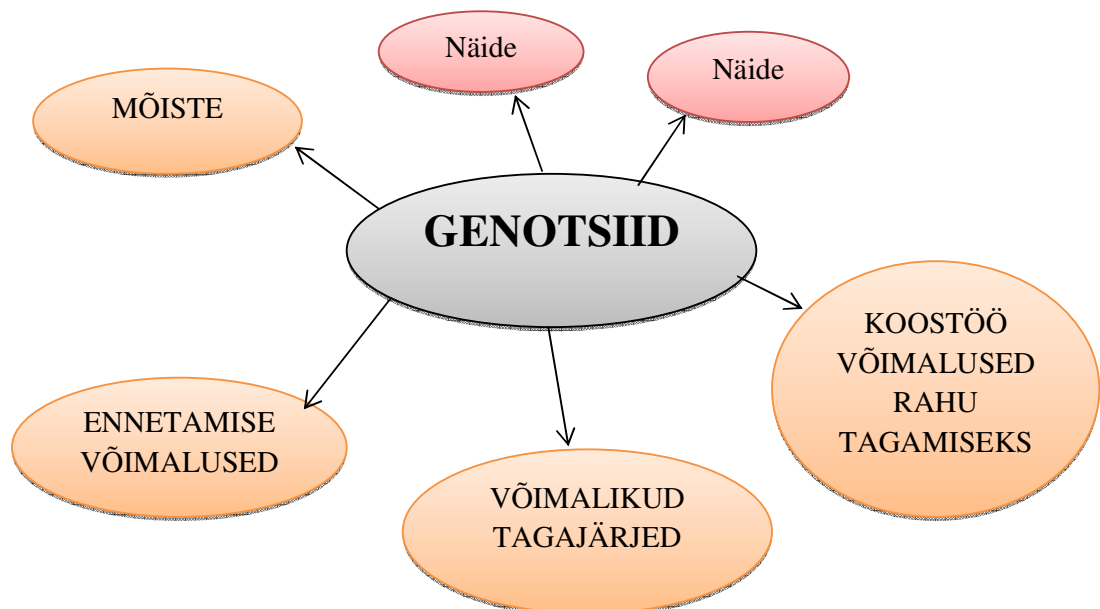 Näide
Näide
MÕISTE
GENOTSIID
KOOSTÖÖ
VÕIMALUSED
RAHU
TAGAMISEKS
ENNETAMISE
VÕIMALUSED
VÕIMALIKUD
TAGAJÄRJED